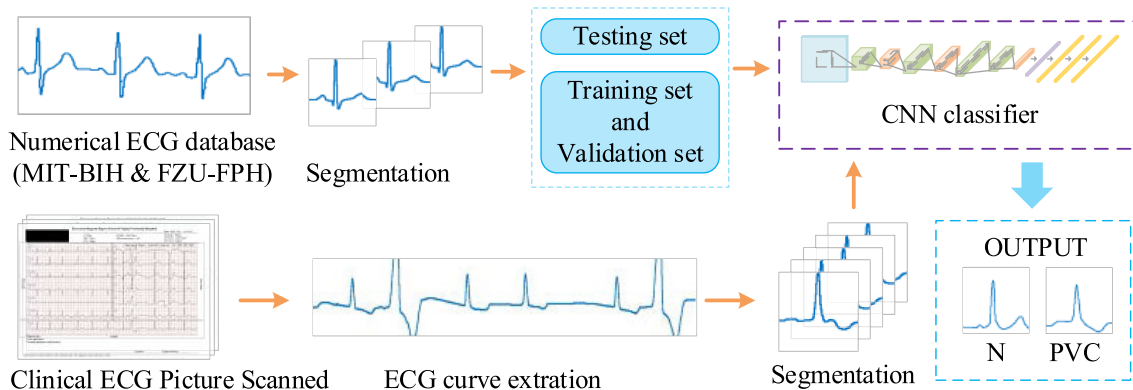 Numerical ECG database
(MIT-BIH & FZU-FPH)
Segmentation
Testing set
Training set
and
Validation set
CNN classifier
Clinical ECG Picture Scanned
ECG curve extration
Segmentation
OUTPUT
N
PVC